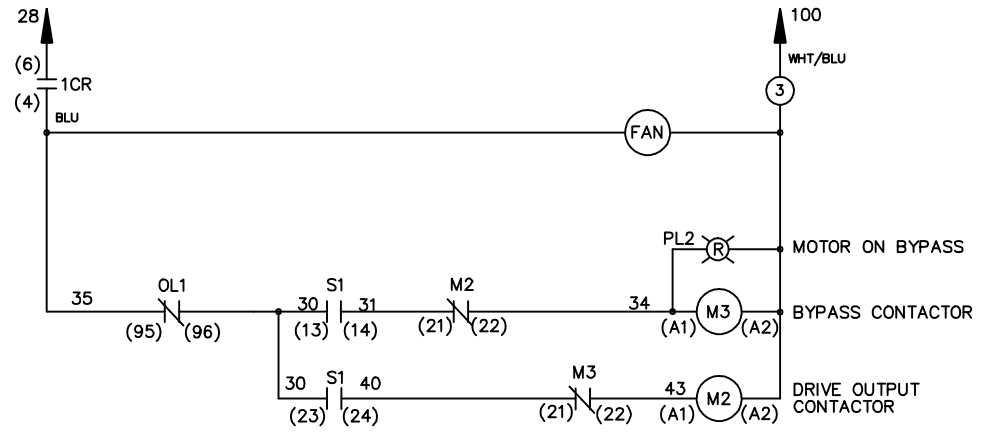 28
100
WHT/BLU
(6)
1CR
(4)
3
BLU
FAN
PL2
R
MOTOR ON BYPASS
35
OL1
(95)
(96)
30
S1
31
(13)
(14)
M2
(21)
(22)
34
M3
(A1)
(A2)
BYPASS CONTACTOR
30
S1
40
(23)
(24)
M3
(21)
(22)
43
M2
(A1)
(A2)
DRIVE OUTPUT
CONTACTOR